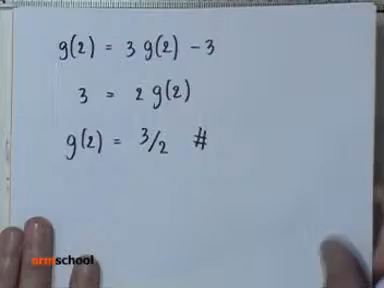 g(2) = 3 g(2) - 3
3 = 2 g(2)
g(2) = 3/2 #
ormschool